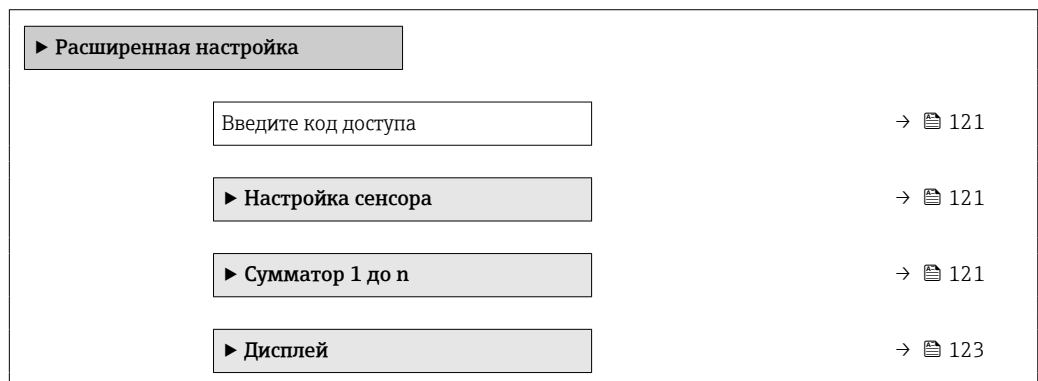 ▶ Расширенная настройка
Введите код доступа → 121
▶ Настройка сенсора → 121
▶ Сумматор 1 до n → 121
▶ Дисплей → 123